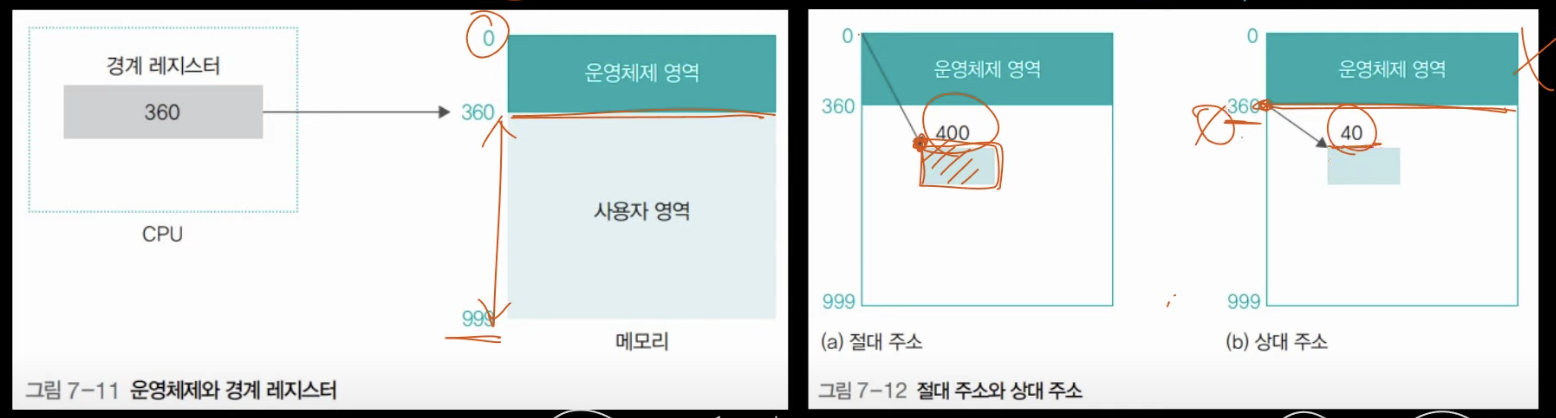 경계 레지스터
360
CPU
0
360
999
운영체제 영역
사용자 영역
메모리
그림 7-11 운영체제와 경계 레지스터
0
360
999
운영체제 영역
400
(a) 절대 주소
0
360
999
운영체제 영역
40
(b) 상대 주소
그림 7-12 절대 주소와 상대 주소